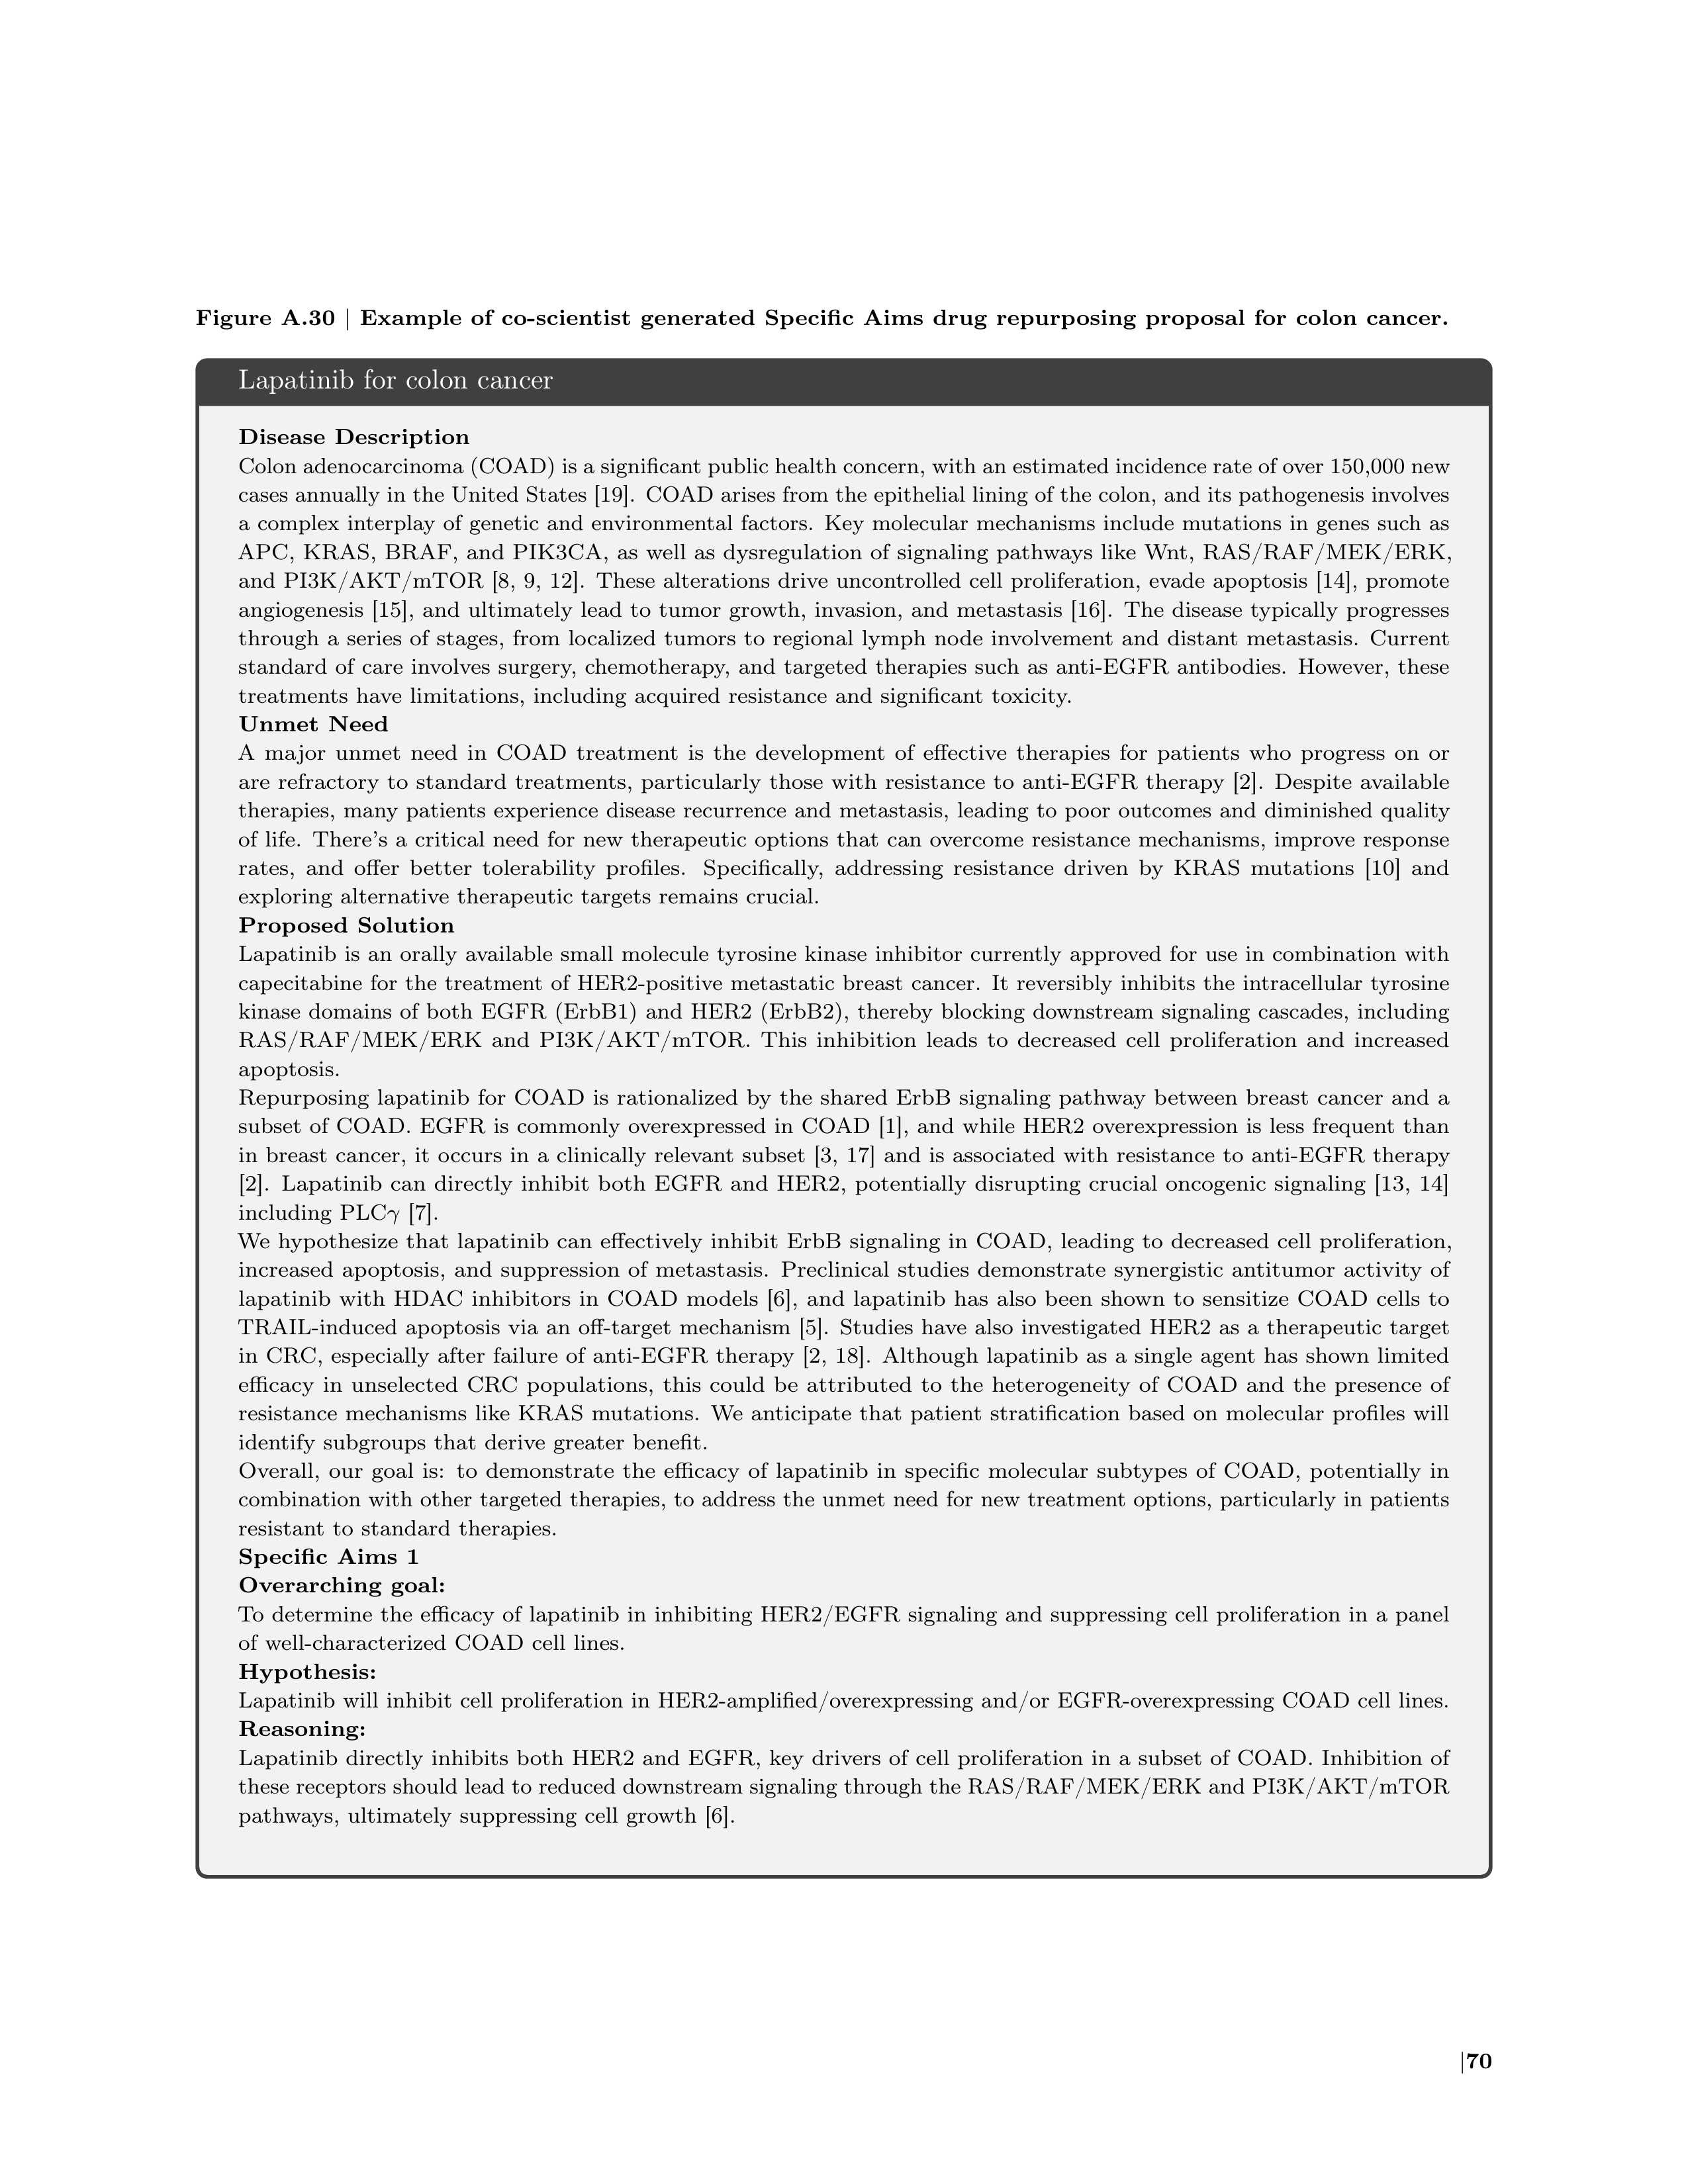 Figure A.30 | Example of co-scientist generated Specific Aims drug repurposing proposal for colon cancer.
Lapatinib for colon cancer
Disease Description
Colon adenocarcinoma (COAD) is a significant public health concern, with an estimated incidence rate of over 150,000 new
cases annually in the United States [19]. COAD arises from the epithelial lining of the colon, and its pathogenesis involves
a complex interplay of genetic and environmental factors. Key molecular mechanisms include mutations in genes such as
APC, KRAS, BRAF, and PIK3CA, as well as dysregulation of signaling pathways like Wnt, RAS/RAF/MEK/ERK,
and PI3K/AKT/mTOR [8, 9, 12]. These alterations drive uncontrolled cell proliferation, evade apoptosis [14], promote
angiogenesis [15], and ultimately lead to tumor growth, invasion, and metastasis [16]. The disease typically progresses
through a series of stages, from localized tumors to regional lymph node involvement and distant metastasis. Current
standard of care involves surgery, chemotherapy, and targeted therapies such as anti-EGFR antibodies. However, these
treatments have limitations, including acquired resistance and significant toxicity.
Unmet Need
A major unmet need in COAD treatment is the development of effective therapies for patients who progress on or
are refractory to standard treatments, particularly those with resistance to anti-EGFR therapy [2]. Despite available
therapies, many patients experience disease recurrence and metastasis, leading to poor outcomes and diminished quality
of life. There's a critical need for new therapeutic options that can overcome resistance mechanisms, improve response
rates, and offer better tolerability profiles. Specifically, addressing resistance driven by KRAS mutations [10] and
exploring alternative therapeutic targets remains crucial.
Proposed Solution
Lapatinib is an orally available small molecule tyrosine kinase inhibitor currently approved for use in combination with
capecitabine for the treatment of HER2-positive metastatic breast cancer. It reversibly inhibits the intracellular tyrosine
kinase domains of both EGFR (ErbB1) and HER2 (ErbB2), thereby blocking downstream signaling cascades, including
RAS/RAF/MEK/ERK and PI3K/AKT/mTOR. This inhibition leads to decreased cell proliferation and increased
apoptosis.
Repurposing lapatinib for COAD is rationalized by the shared ErbB signaling pathway between breast cancer and a
subset of COAD. EGFR is commonly overexpressed in COAD [1], and while HER2 overexpression is less frequent than
in breast cancer, it occurs in a clinically relevant subset [3, 17] and is associated with resistance to anti-EGFR therapy
[2]. Lapatinib can directly inhibit both EGFR and HER2, potentially disrupting crucial oncogenic signaling [13, 14]
including PLCγ [7].
We hypothesize that lapatinib can effectively inhibit ErbB signaling in COAD, leading to decreased cell proliferation,
increased apoptosis, and suppression of metastasis. Preclinical studies demonstrate synergistic antitumor activity of
lapatinib with HDAC inhibitors in COAD models [6], and lapatinib has also been shown to sensitize COAD cells to
TRAIL-induced apoptosis via an off-target mechanism [5]. Studies have also investigated HER2 as a therapeutic target
in CRC, especially after failure of anti-EGFR therapy [2, 18]. Although lapatinib as a single agent has shown limited
efficacy in unselected CRC populations, this could be attributed to the heterogeneity of COAD and the presence of
resistance mechanisms like KRAS mutations. We anticipate that patient stratification based on molecular profiles will
identify subgroups that derive greater benefit.
Overall, our goal is: to demonstrate the efficacy of lapatinib in specific molecular subtypes of COAD, potentially in
combination with other targeted therapies, to address the unmet need for new treatment options, particularly in patients
resistant to standard therapies.
Specific Aims 1
Overarching goal:
To determine the efficacy of lapatinib in inhibiting HER2/EGFR signaling and suppressing cell proliferation in a panel
of well-characterized COAD cell lines.
Hypothesis:
Lapatinib will inhibit cell proliferation in HER2-amplified/overexpressing and/or EGFR-overexpressing COAD cell lines.
Reasoning:
Lapatinib directly inhibits both HER2 and EGFR, key drivers of cell proliferation in a subset of COAD. Inhibition of
these receptors should lead to reduced downstream signaling through the RAS/RAF/MEK/ERK and PI3K/AKT/mTOR
pathways, ultimately suppressing cell growth [6].
|70